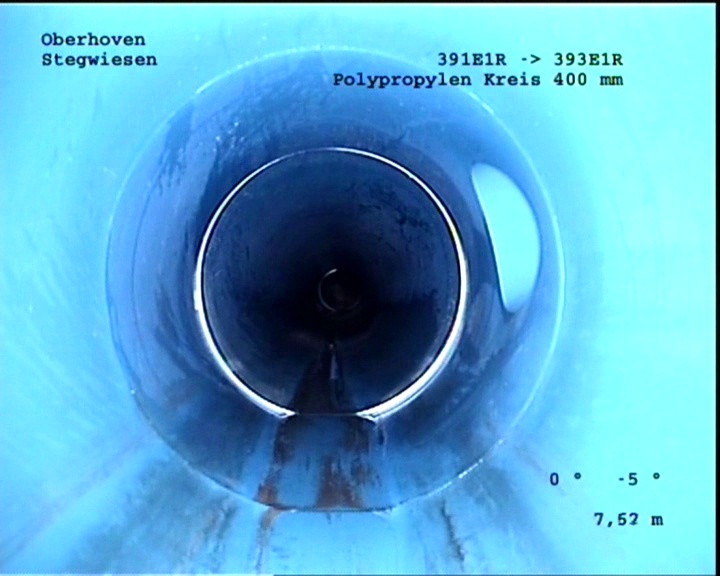 Oberhoven
Stegwiesen
391E1R -> 393E1R
Polypropylen Kreis 400 mm
0 ° -5 °
7,52 m